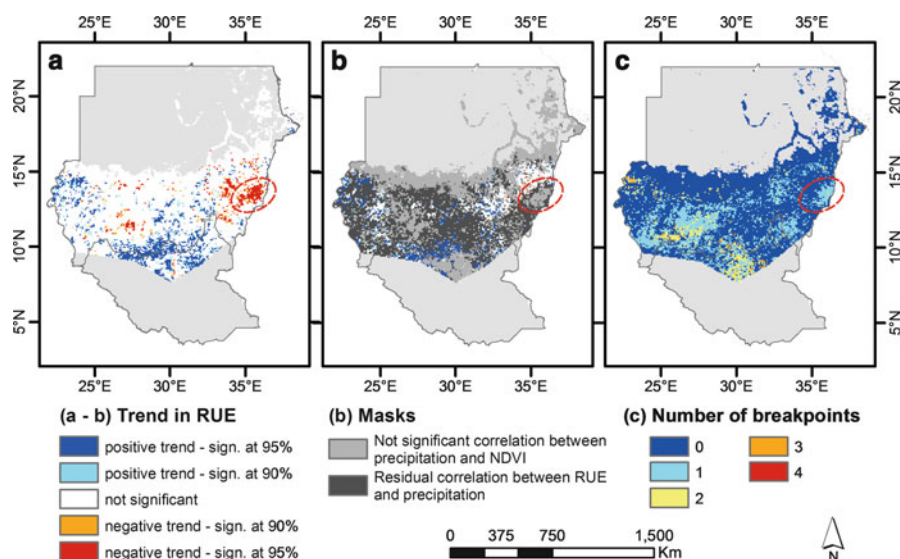 25°E 30°E 35°E 25°E 30°E 35°E 25°E 30°E 35°E
a b c
20°N 20°N
15°N 15°N
10°N 10°N
5°N 5°N
25°E 30°E 35°E 25°E 30°E 35°E 25°E 30°E 35°E
(a - b) Trend in RUE
positive trend - sign. at 95%
positive trend - sign. at 90%
not significant
negative trend - sign. at 90%
negative trend - sign. at 95%
(b) Masks
Not significant correlation between
precipitation and NDVI
Residual correlation between RUE
and precipitation
(c) Number of breakpoints
0 3
1 4
2
0 375 750 1,500
Km
N